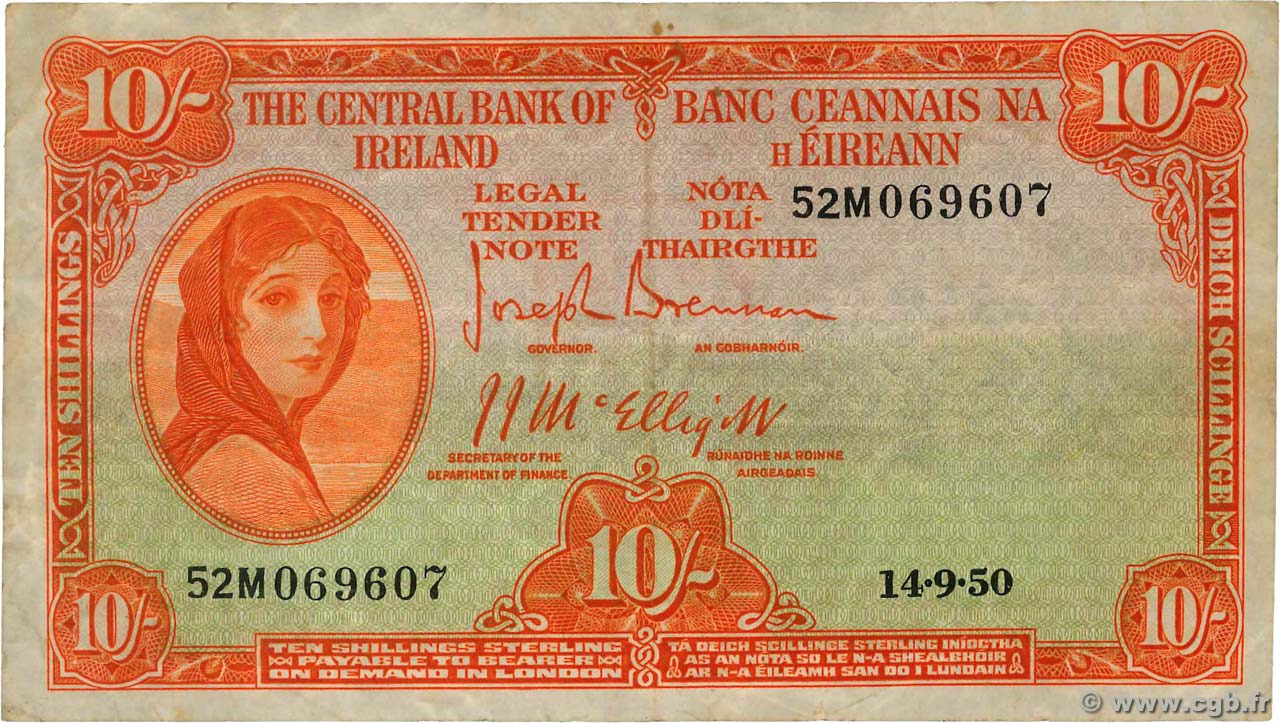 10/-
10/-
THE CENTRAL BANK OF
IRELAND
BANC CEANNAIS NA
H ÉIREANN
LEGAL
TENDER
NOTE
NÓTA
DLÍ-
THAIRGTHE
52M069607
Joseph Brennan
GOVERNOR.
AN GOBHARNÓIR.
JJ McElligott
SECRETARY OF THE
DEPARTMENT OF FINANCE.
RÚNAIDHE NA ROINNE
AIRGEADAIS.
TEN SHILLINGS
DEICH SCILLINGE
52M069607
10/-
14·9·50
10/-
10/-
TEN SHILLINGS STERLING
PAYABLE TO BEARER
ON DEMAND IN LONDON
TÁ DEICH SCILLINGE STERLING INÍOCTHA
AS AN NÓTA SO LE N-A SHEALBHÓIR
AR N-A ÉILEAMH SAN DO I LUNDAIN
© www.cgb.fr